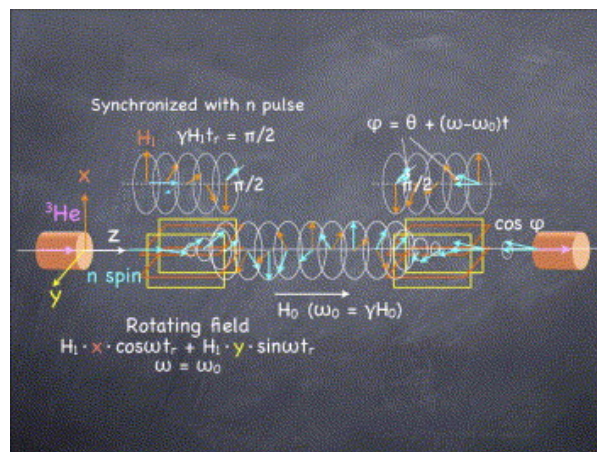 Synchronized with n pulse
H₁ γH₁tᵣ = π/2
φ = θ + (ω-ω₀)t
π/2
π/2
x
³He
z
cos φ
n spin
y
H₀ (ω₀ = γH₀)
Rotating field
H₁·x·cosωtᵣ + H₁·y·sinωtᵣ
ω = ω₀